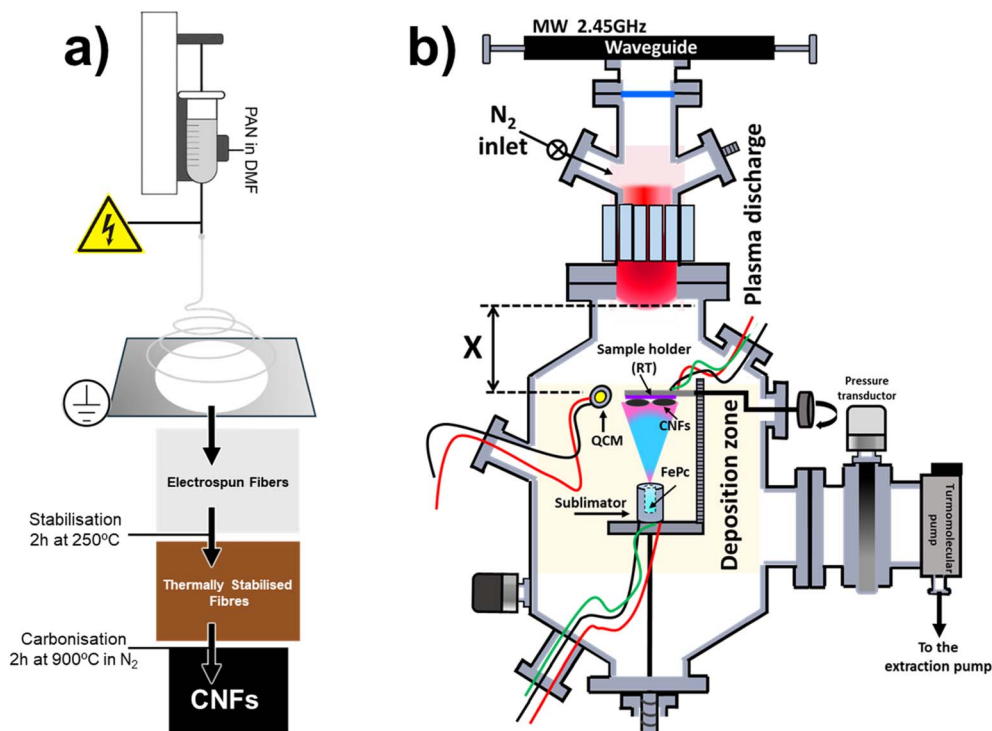 a)
PAN in DMF
Electrospun Fibers
Stabilisation
2h at 250ºC
Thermally Stabilised
Fibres
Carbonisation
2h at 900ºC in N₂
CNFs
b)
MW 2.45GHz
Waveguide
N₂
inlet
Plasma discharge
X
Sample holder
(RT)
QCM
CNFs
Pressure
transductor
FePc
Sublimator
Deposition zone
Turmomolecular
pump
To the
extraction pump